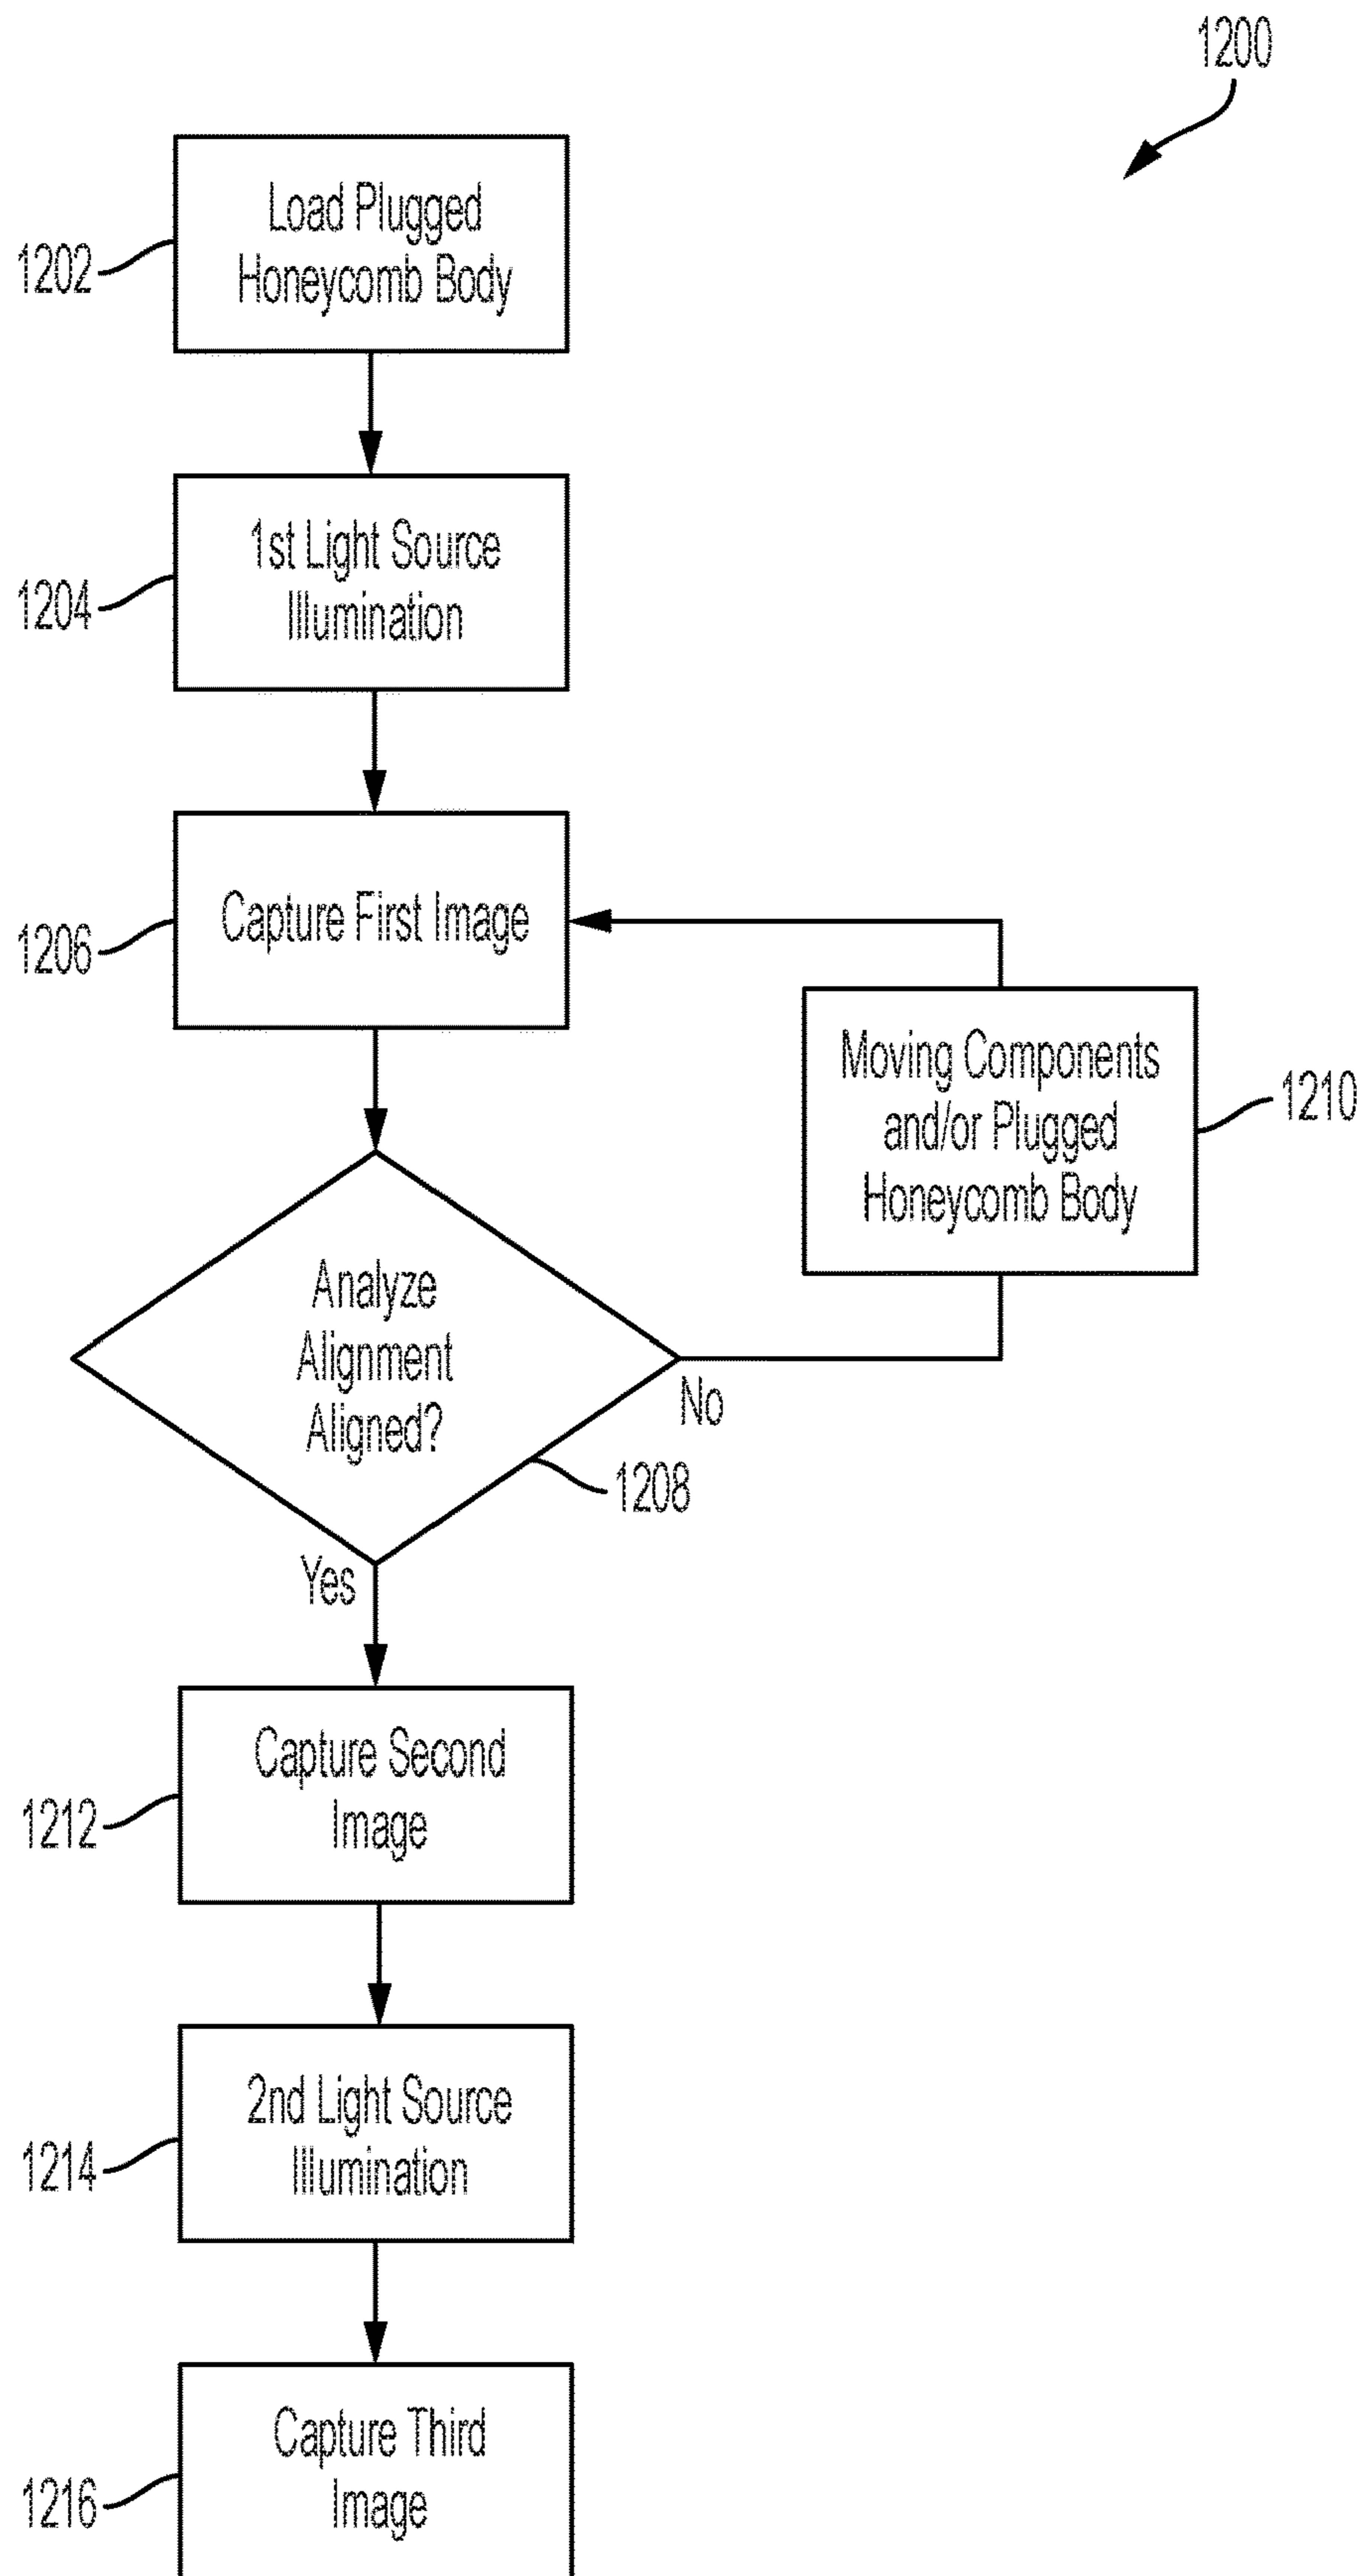 1200
Load Plugged
Honeycomb Body
1202
1st Light Source
Illumination
1204
Capture First Image
1206
Moving Components
and/or Plugged
Honeycomb Body
1210
Analyze
Alignment
Aligned?
No
1208
Yes
Capture Second
Image
1212
2nd Light Source
Illumination
1214
Capture Third
Image
1216